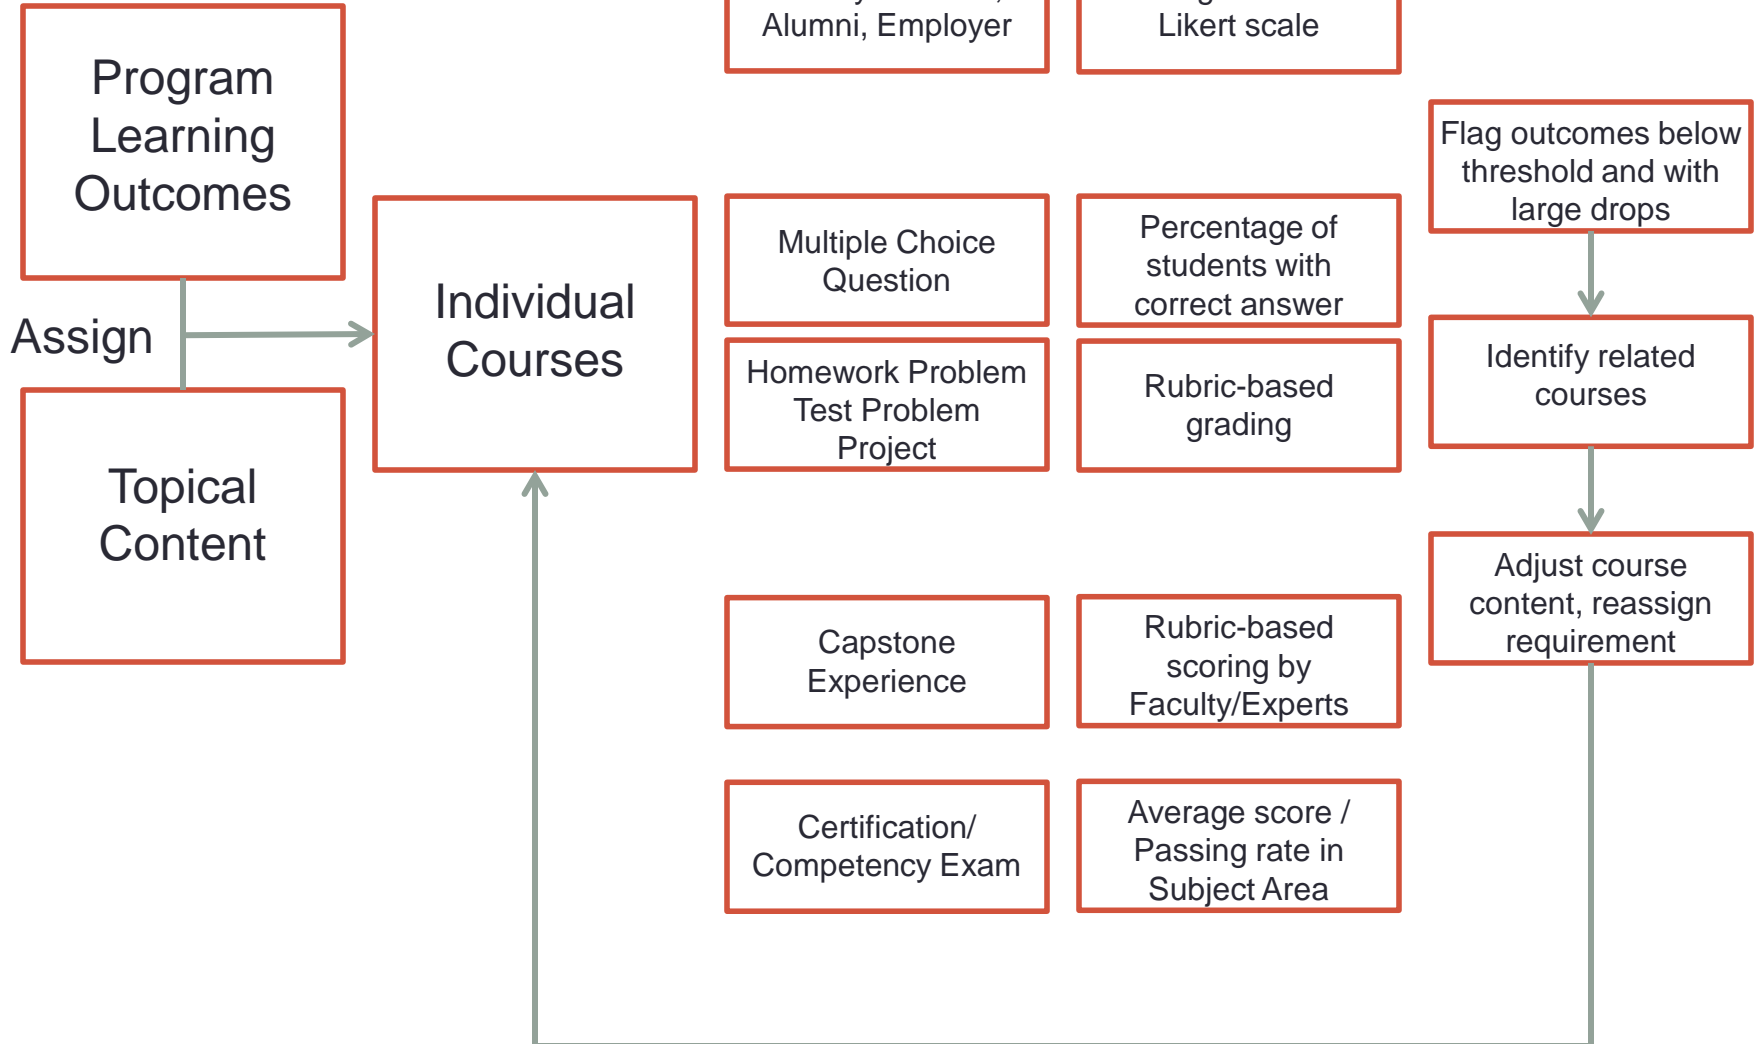 Alumni, Employer
Likert scale
Program
Learning
Outcomes
Assign
Topical
Content
Individual
Courses
Multiple Choice
Question
Percentage of
students with
correct answer
Homework Problem
Test Problem
Project
Rubric-based
grading
Capstone
Experience
Rubric-based
scoring by
Faculty/Experts
Certification/
Competency Exam
Average score /
Passing rate in
Subject Area
Flag outcomes below
threshold and with
large drops
Identify related
courses
Adjust course
content, reassign
requirement